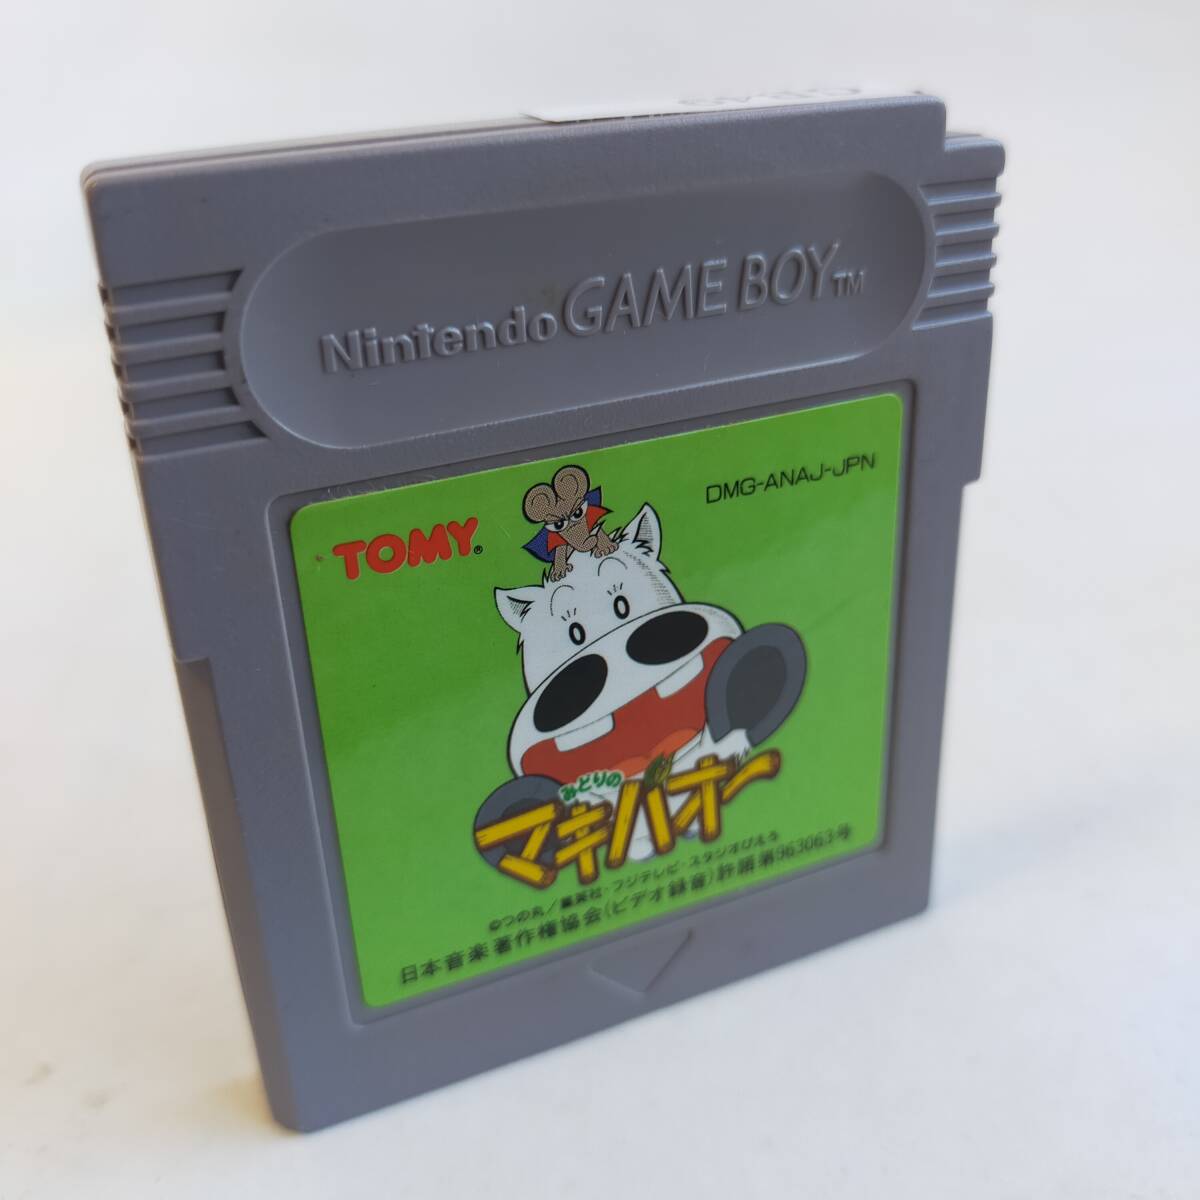 Nintendo GAME BOY TM
DMG-ANAJ-JPN
TOMY®
みどりの
マキバオー
©つの丸/集英社・フジテレビ・スタジオぴえろ
日本音楽著作権協会(ビデオ録音)許諾第963063号